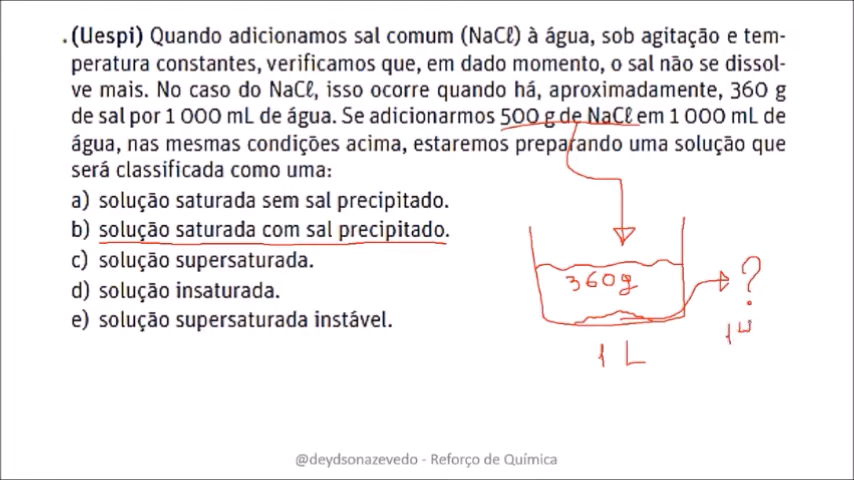 . (Uespi) Quando adicionamos sal comum (NaCℓ) à água, sob agitação e tem-
peratura constantes, verificamos que, em dado momento, o sal não se dissol-
ve mais. No caso do NaCℓ, isso ocorre quando há, aproximadamente, 360 g
de sal por 1 000 mL de água. Se adicionarmos 500 g de NaCℓ em 1 000 mL de
água, nas mesmas condições acima, estaremos preparando uma solução que
será classificada como uma:
a) solução saturada sem sal precipitado.
b) solução saturada com sal precipitado.
c) solução supersaturada.
d) solução insaturada.
e) solução supersaturada instável.
360g
?
1 L
@deydsonazevedo - Reforço de Química